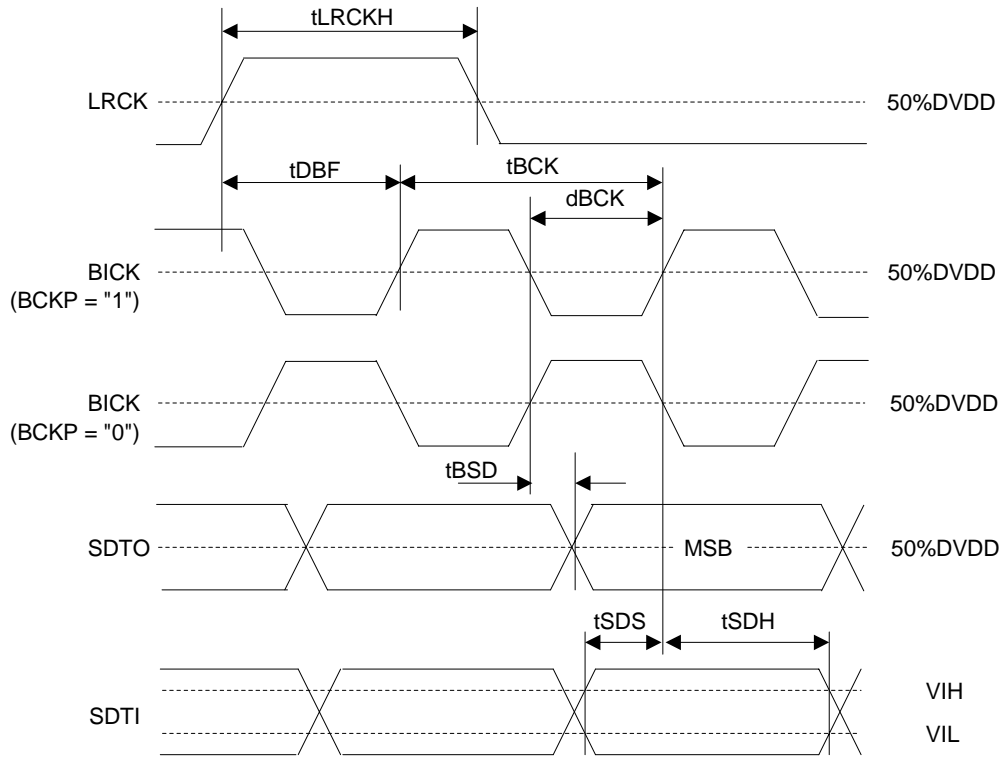 tLRCKH
LRCK
50%DVDD
tDBF
tBCK
dBCK
BICK
(BCKP = "1")
50%DVDD
BICK
(BCKP = "0")
50%DVDD
tBSD
SDTO
MSB
50%DVDD
tSDS
tSDH
SDTI
VIH
VIL